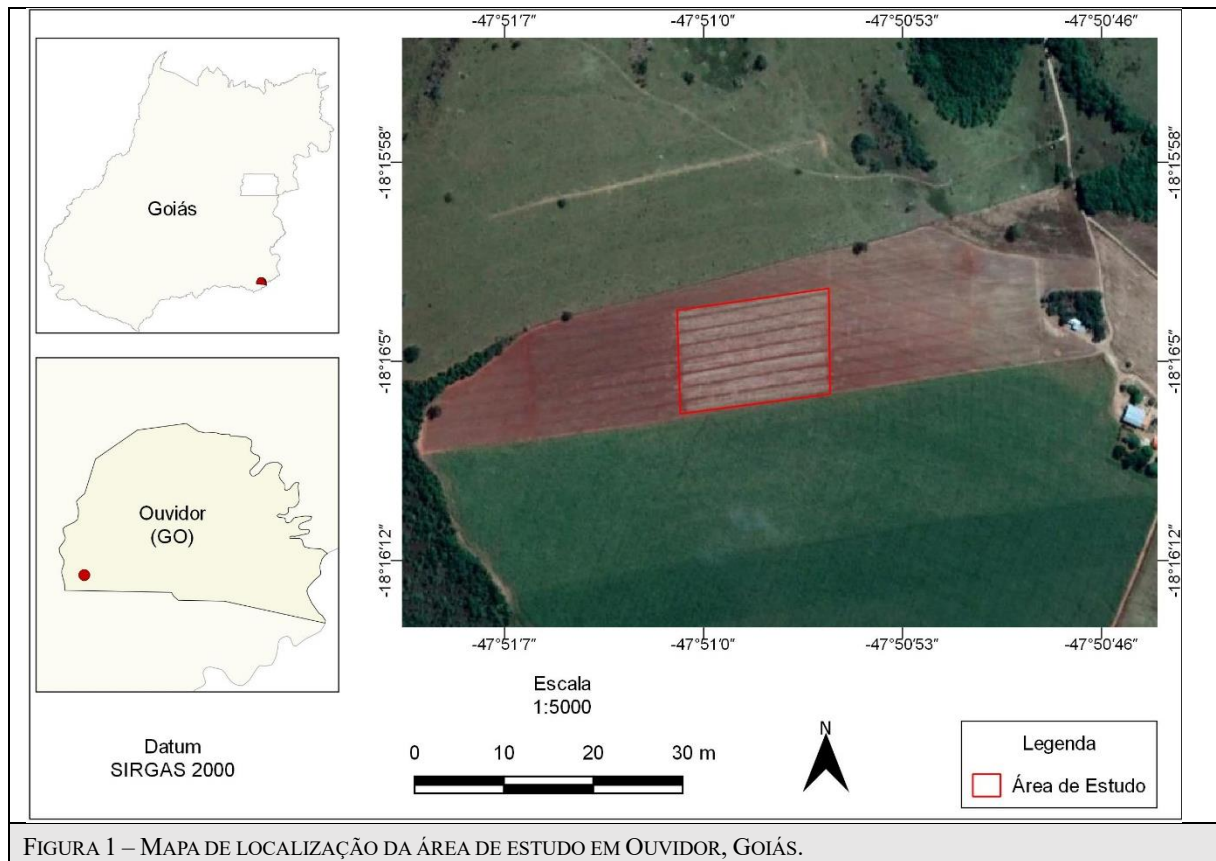 -47°51'7"
-47°51'0"
-47°50'53"
-47°50'46"
Goiás
Ouvidor
(GO)
-18°15'58"
-18°16'5"
-18°16'12"
-18°15'58"
-18°16'5"
-18°16'12"
-47°51'7"
-47°51'0"
-47°50'53"
-47°50'46"
Datum
SIRGAS 2000
Escala
1:5000
0 10 20 30 m
N
Legenda
Área de Estudo
FIGURA 1 – MAPA DE LOCALIZAÇÃO DA ÁREA DE ESTUDO EM OUVIDOR, GOIÁS.